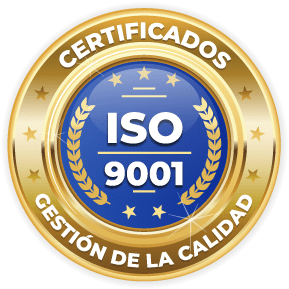 CERTIFICADOS
ISO
9001
GESTIÓN DE LA CALIDAD